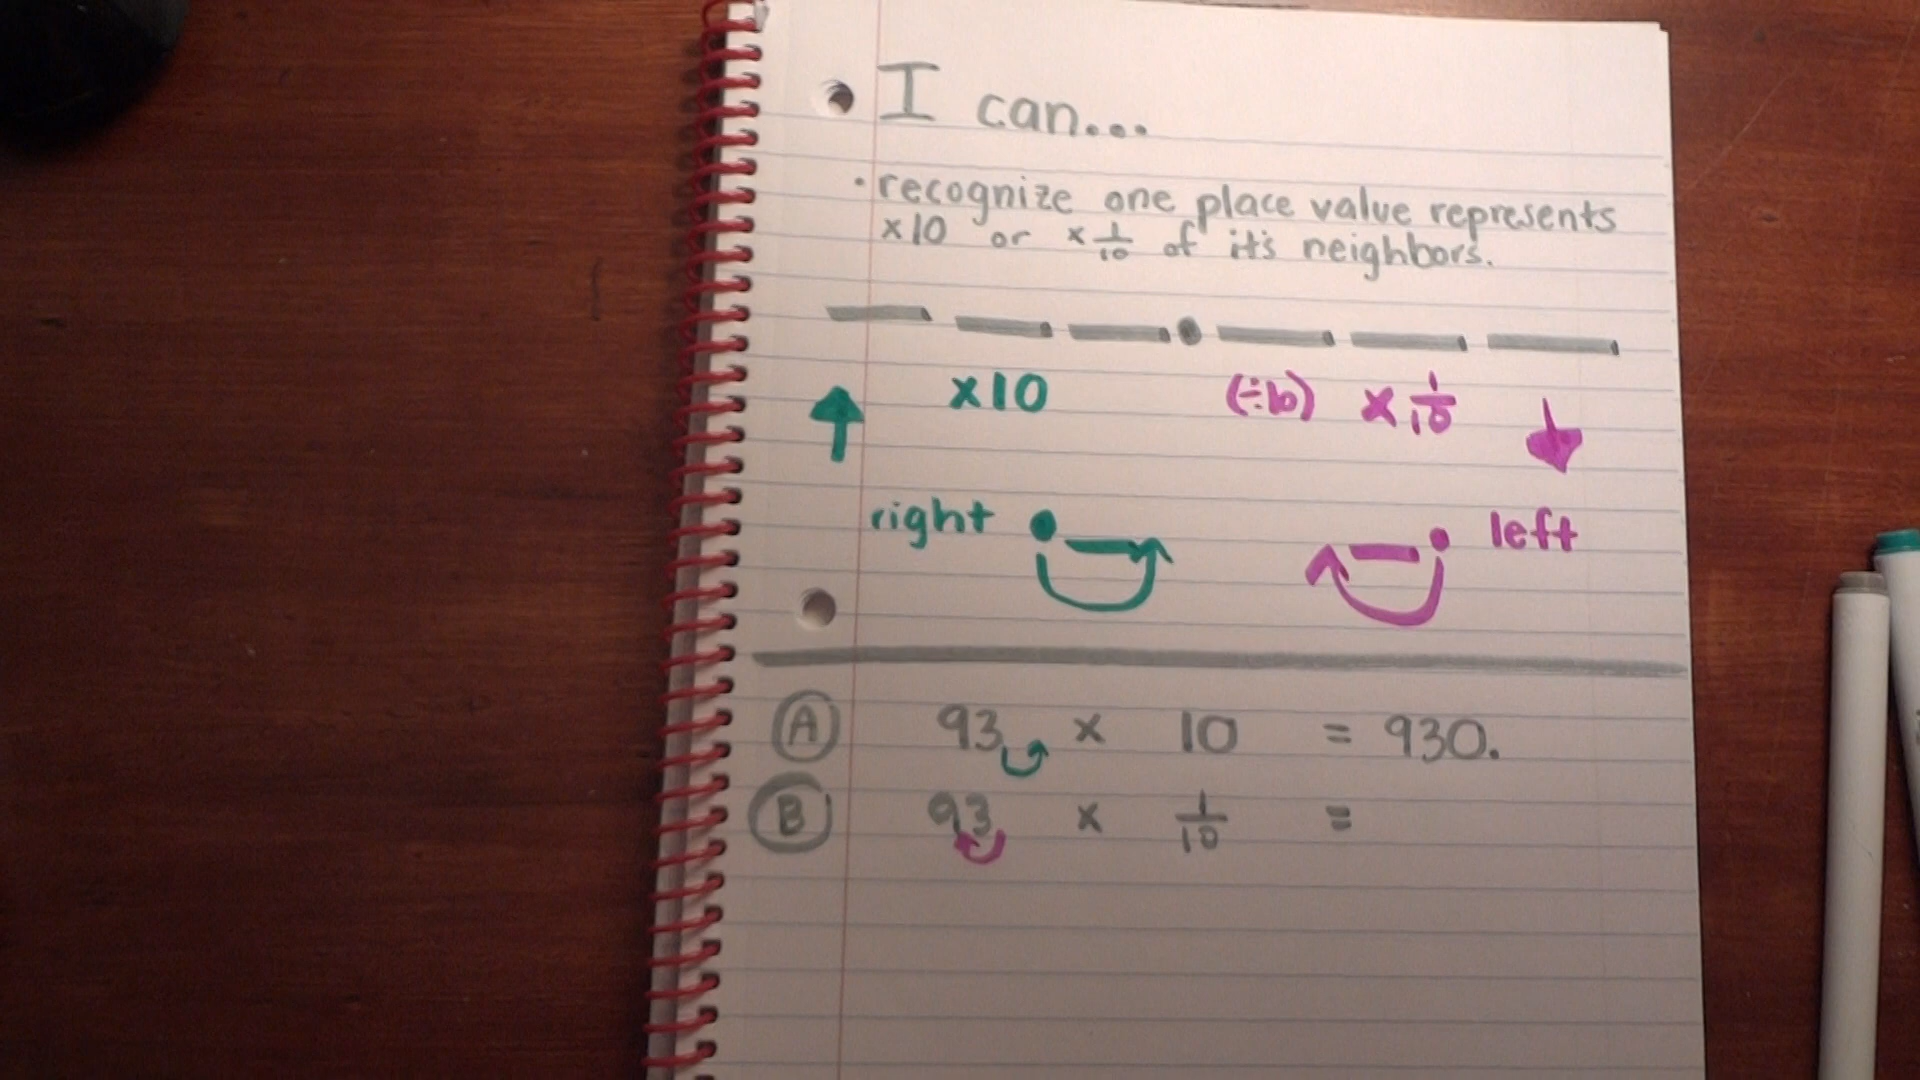 I can...
· recognize one place value represents
x10 or x 1/10 of it's neighbors.
x10 (÷10) x 1/10
right left
A 93 x 10 = 930.
B 93 x 1/10 =